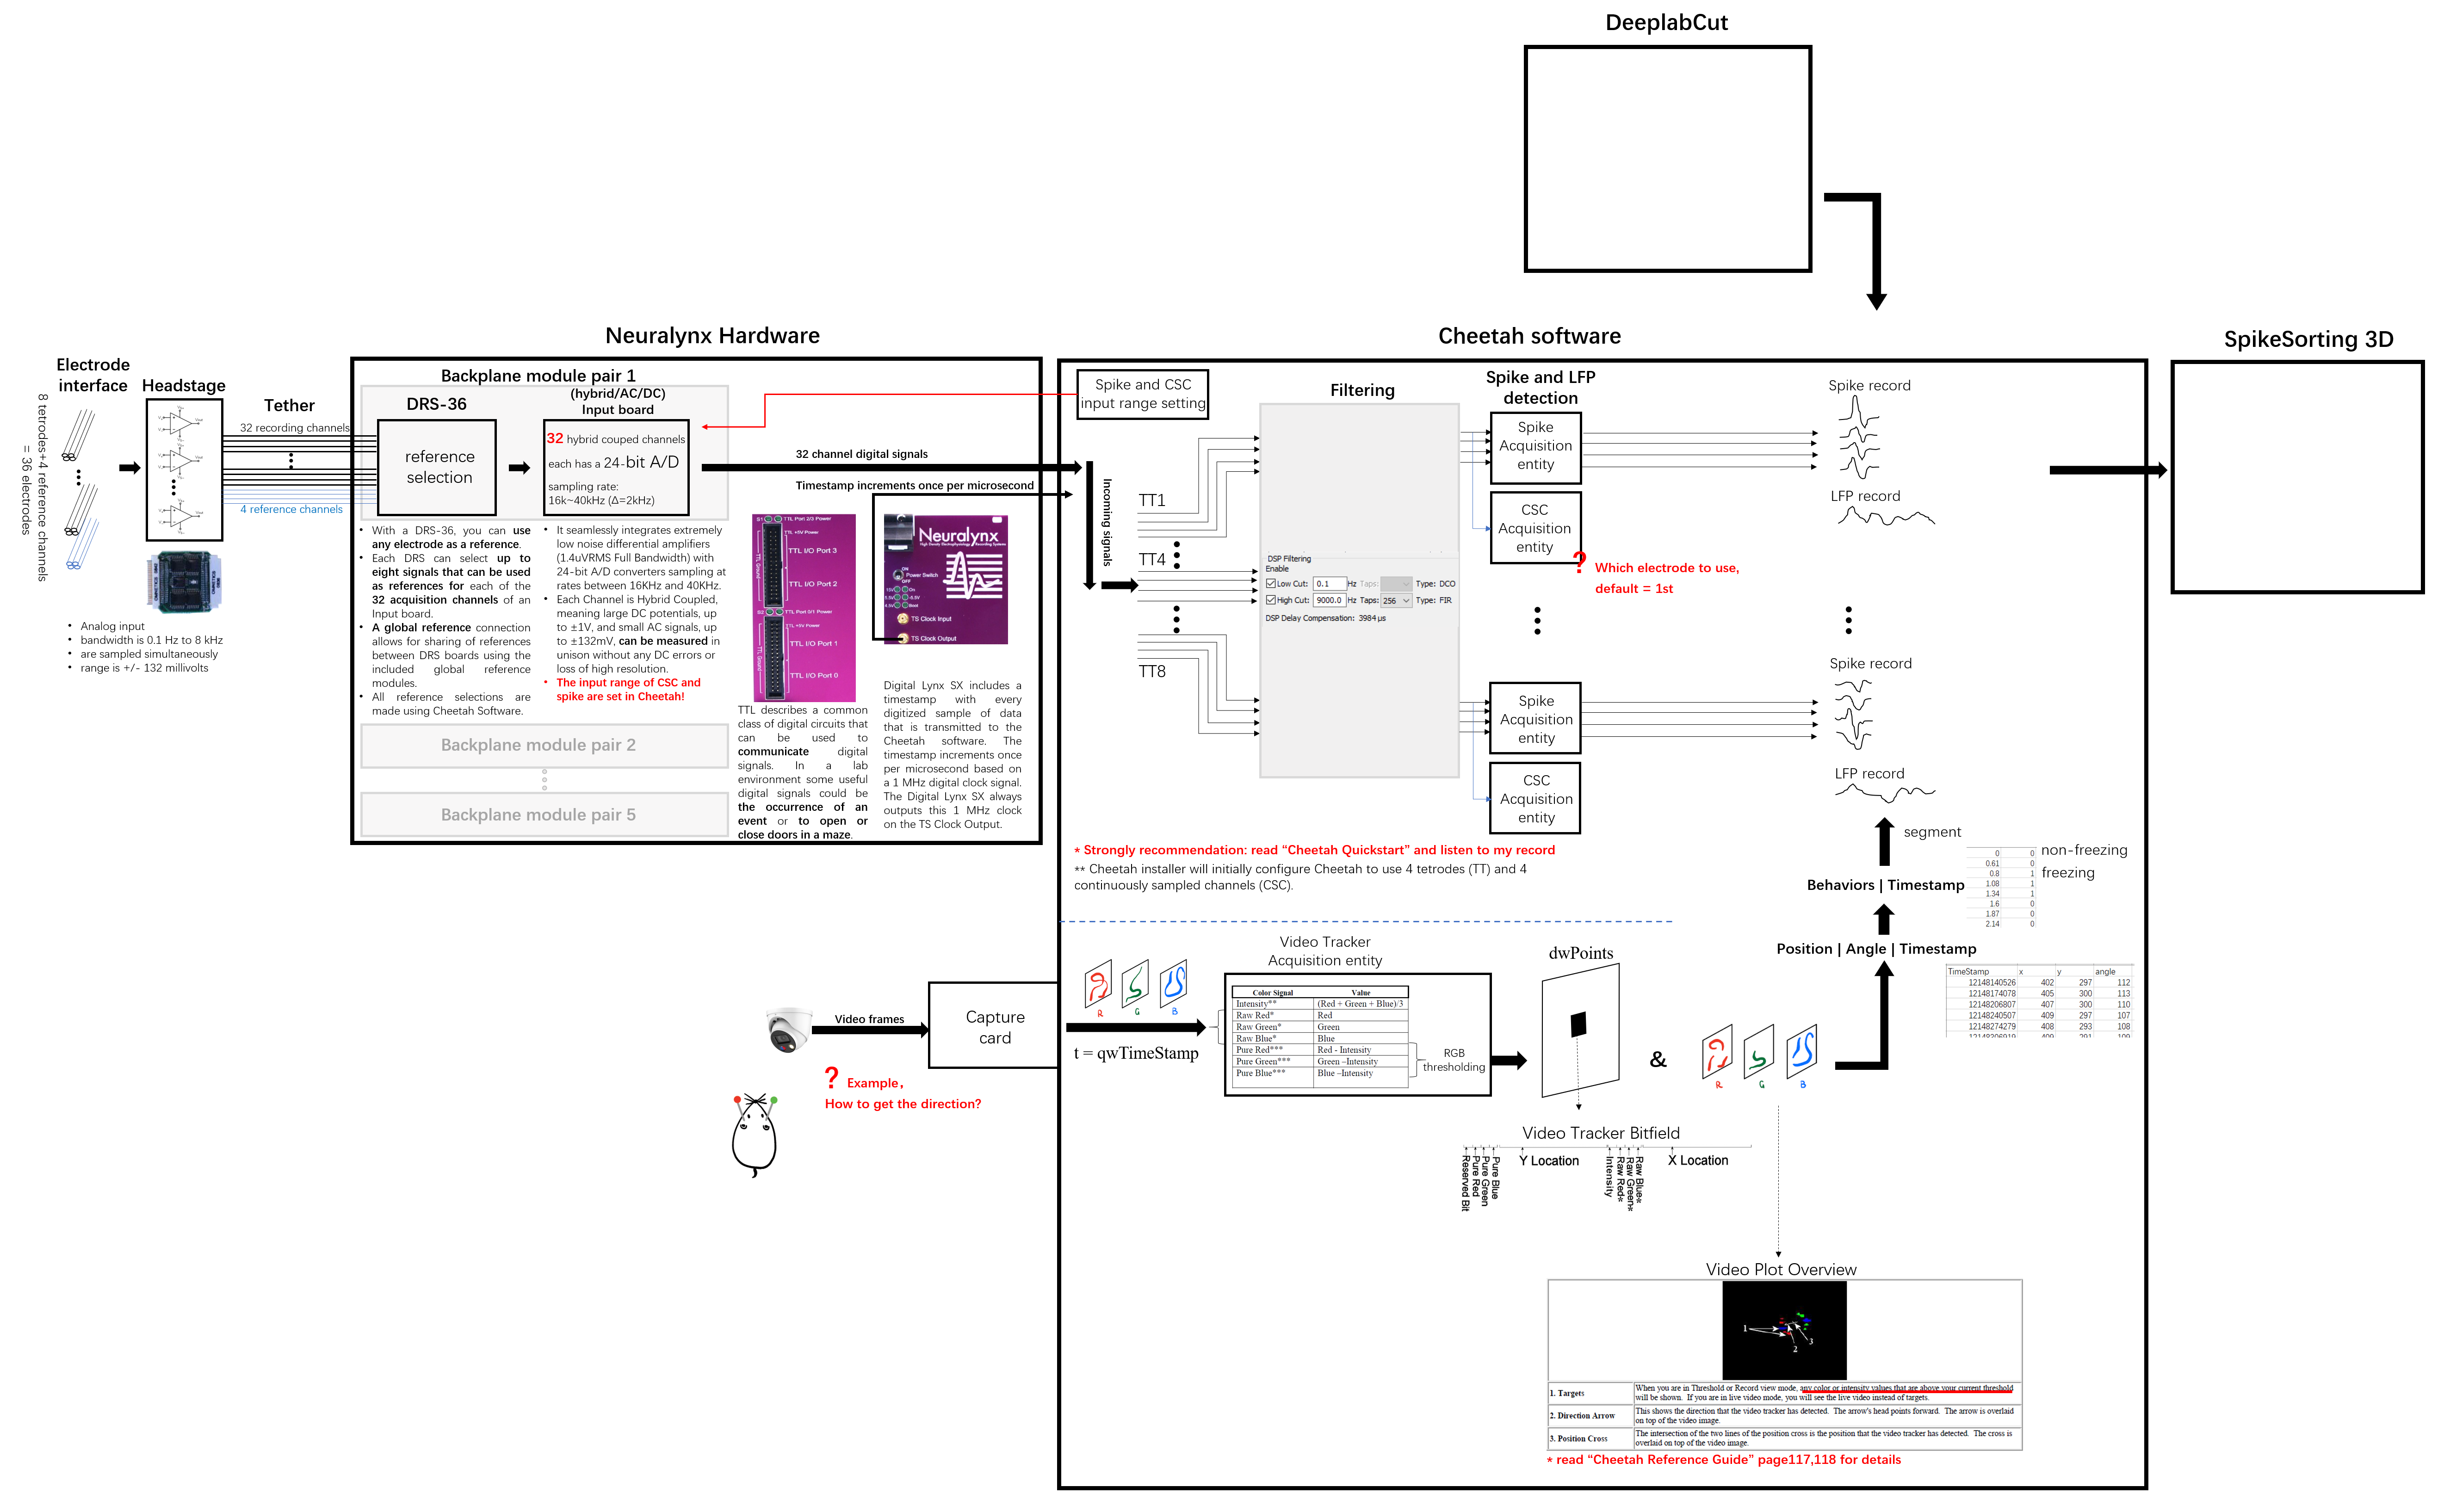 DeeplabCut
Neuralynx Hardware
Cheetah software
SpikeSorting 3D
Electrode
interface
8 tetrodes+4 reference channels
= 36 electrodes
Headstage
Analog input
bandwidth is 0.1 Hz to 8 kHz
are sampled simultaneously
range is +/- 132 millivolts
Tether
32 recording channels
4 reference channels
Backplane module pair 1
DRS-36
reference
selection
(hybrid/AC/DC)
Input board
32 hybrid couped channels
each has a 24-bit A/D
sampling rate:
16k~40kHz (Δ=2kHz)
• With a DRS-36, you can use
any electrode as a reference.
• Each DRS can select up to
eight signals that can be used
as references for each of the
32 acquisition channels of an
Input board.
• A global reference connection
allows for sharing of references
between DRS boards using the
included global reference
modules.
• All reference selections are
made using Cheetah Software.
• It seamlessly integrates extremely
low noise differential amplifiers
(1.4uVRMS Full Bandwidth) with
24-bit A/D converters sampling at
rates between 16KHz and 40KHz.
• Each Channel is Hybrid Coupled,
meaning large DC potentials, up
to ±1V, and small AC signals, up
to ±132mV, can be measured in
unison without any DC errors or
loss of high resolution.
• The input range of CSC and
spike are set in Cheetah!
Backplane module pair 2
Backplane module pair 5
32 channel digital signals
Timestamp increments once per microsecond
TTL Port 2/3 Power
TTL +5V Power
TTL I/O Port 3
TTL I/O Port 2
TTL Ground
TTL Port 0/1 Power
TTL +5V Power
TTL I/O Port 1
TTL I/O Port 0
TTL Ground
Neuralynx
High Density Electrophysiology Recording Systems
ON
Power Switch
OFF
TS Clock Input
TS Clock Output
TTL describes a common
class of digital circuits that
can be used to
communicate digital
signals. In a lab
environment some useful
digital signals could be
the occurrence of an
event or to open or
close doors in a maze.
Digital Lynx SX includes a
timestamp with every
digitized sample of data
that is transmitted to the
Cheetah software. The
timestamp increments once
per microsecond based on
a 1 MHz digital clock signal.
The Digital Lynx SX always
outputs this 1 MHz clock
on the TS Clock Output.
Spike and CSC
input range setting
Incoming signals
TT1
TT4
TT8
Filtering
DSP Filtering
Enable
Low Cut: 0.1 Hz Taps: Type: DCO
High Cut: 9000.0 Hz Taps: 256 Type: FIR
DSP Delay Compensation: 3984 µs
Spike and LFP
detection
Spike
Acquisition
entity
CSC
Acquisition
entity
? Which electrode to use,
default = 1st
Spike
Acquisition
entity
CSC
Acquisition
entity
Spike record
LFP record
Spike record
LFP record
* Strongly recommendation: read “Cheetah Quickstart” and listen to my record
** Cheetah installer will initially configure Cheetah to use 4 tetrodes (TT) and 4
continuously sampled channels (CSC).
segment
0 0 non-freezing
0.61 0
0.8 1 freezing
1.08 1
1.34 1
1.6 0
1.87 0
2.14 0
Behaviors | Timestamp
Position | Angle | Timestamp
TimeStamp x y angle
12148140526 402 297 112
12148174078 405 300 113
12148206807 407 300 110
12148240507 409 297 107
12148274279 408 293 108
Video frames
Capture
card
? Example,
How to get the direction?
R G B
t = qwTimeStamp
Video Tracker
Acquisition entity
Color Signal Value
Intensity** (Red + Green + Blue)/3
Raw Red* Red
Raw Green* Green
Raw Blue* Blue
Pure Red*** Red - Intensity
Pure Green*** Green –Intensity
Pure Blue*** Blue –Intensity
RGB
thresholding
dwPoints
&
R G B
Video Tracker Bitfield
Reserved Bit
Pure Red
Pure Green
Pure Blue
Y Location
Intensity
Raw Red*
Raw Green*
Raw Blue*
X Location
Video Plot Overview
1
2
3
1. Targets
When you are in Threshold or Record view mode, any color or intensity values that are above your current threshold
will be shown. If you are in live video mode, you will see the live video instead of targets.
2. Direction Arrow
This shows the direction that the video tracker has detected. The arrow's head points forward. The arrow is overlaid
on top of the video image.
3. Position Cross
The intersection of the two lines of the position cross is the position that the video tracker has detected. The cross is
overlaid on top of the video image.
* read “Cheetah Reference Guide” page117,118 for details